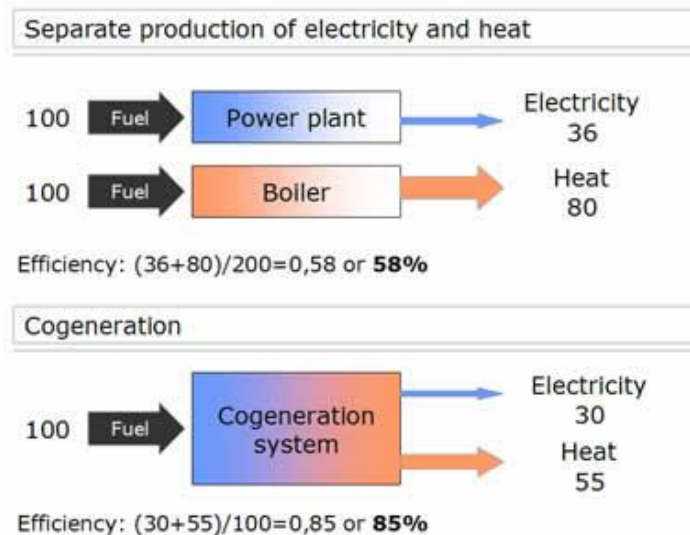 Separate production of electricity and heat
100 Fuel Power plant Electricity
36
100 Fuel Boiler Heat
80
Efficiency: (36+80)/200=0,58 or 58%
Cogeneration
100 Fuel Cogeneration
system
Electricity
30
Heat
55
Efficiency: (30+55)/100=0,85 or 85%